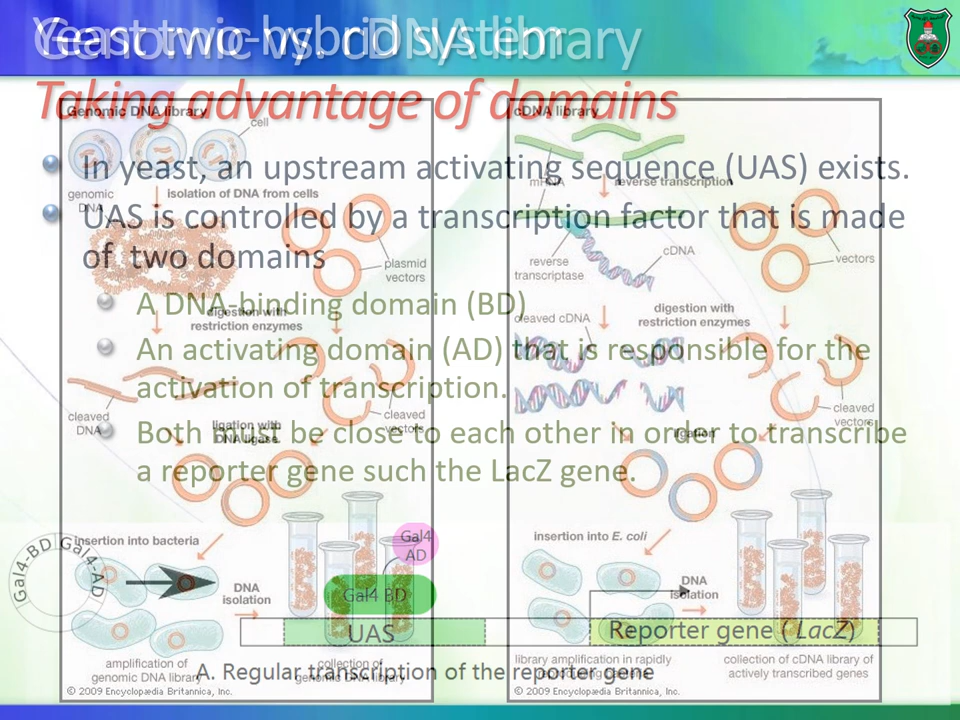 Yeast two-hybrid system
Genomic vs. cDNA library
Taking advantage of domains
In yeast, an upstream activating sequence (UAS) exists.
UAS is controlled by a transcription factor that is made
of two domains
A DNA-binding domain (BD)
An activating domain (AD) that is responsible for the
activation of transcription.
Both must be close to each other in order to transcribe
a reporter gene such the LacZ gene.
Gal4-BD Gal4-AD
Gal4
AD
Gal4 BD
UAS
Reporter gene ( LacZ)
A. Regular transcription of the reporter gene
Genomic DNA library
cell
genomic
DNA
isolation of DNA from cells
plasmid
vectors
digestion with
restriction enzymes
cleaved
DNA
cleaved
vectors
ligation with
DNA ligase
insertion into bacteria
DNA
isolation
amplification of
genomic DNA library
collection of
genomic DNA library
© 2009 Encyclopædia Britannica, Inc.
cDNA library
mRNA
reverse transcription
reverse
transcriptase
cDNA
vectors
cleaved cDNA
digestion with
restriction enzymes
cleaved
vectors
ligation
insertion into E. coli
DNA
isolation
library amplification in rapidly
reproducing bacteria
collection of cDNA library of
actively transcribed genes
© 2009 Encyclopædia Britannica, Inc.